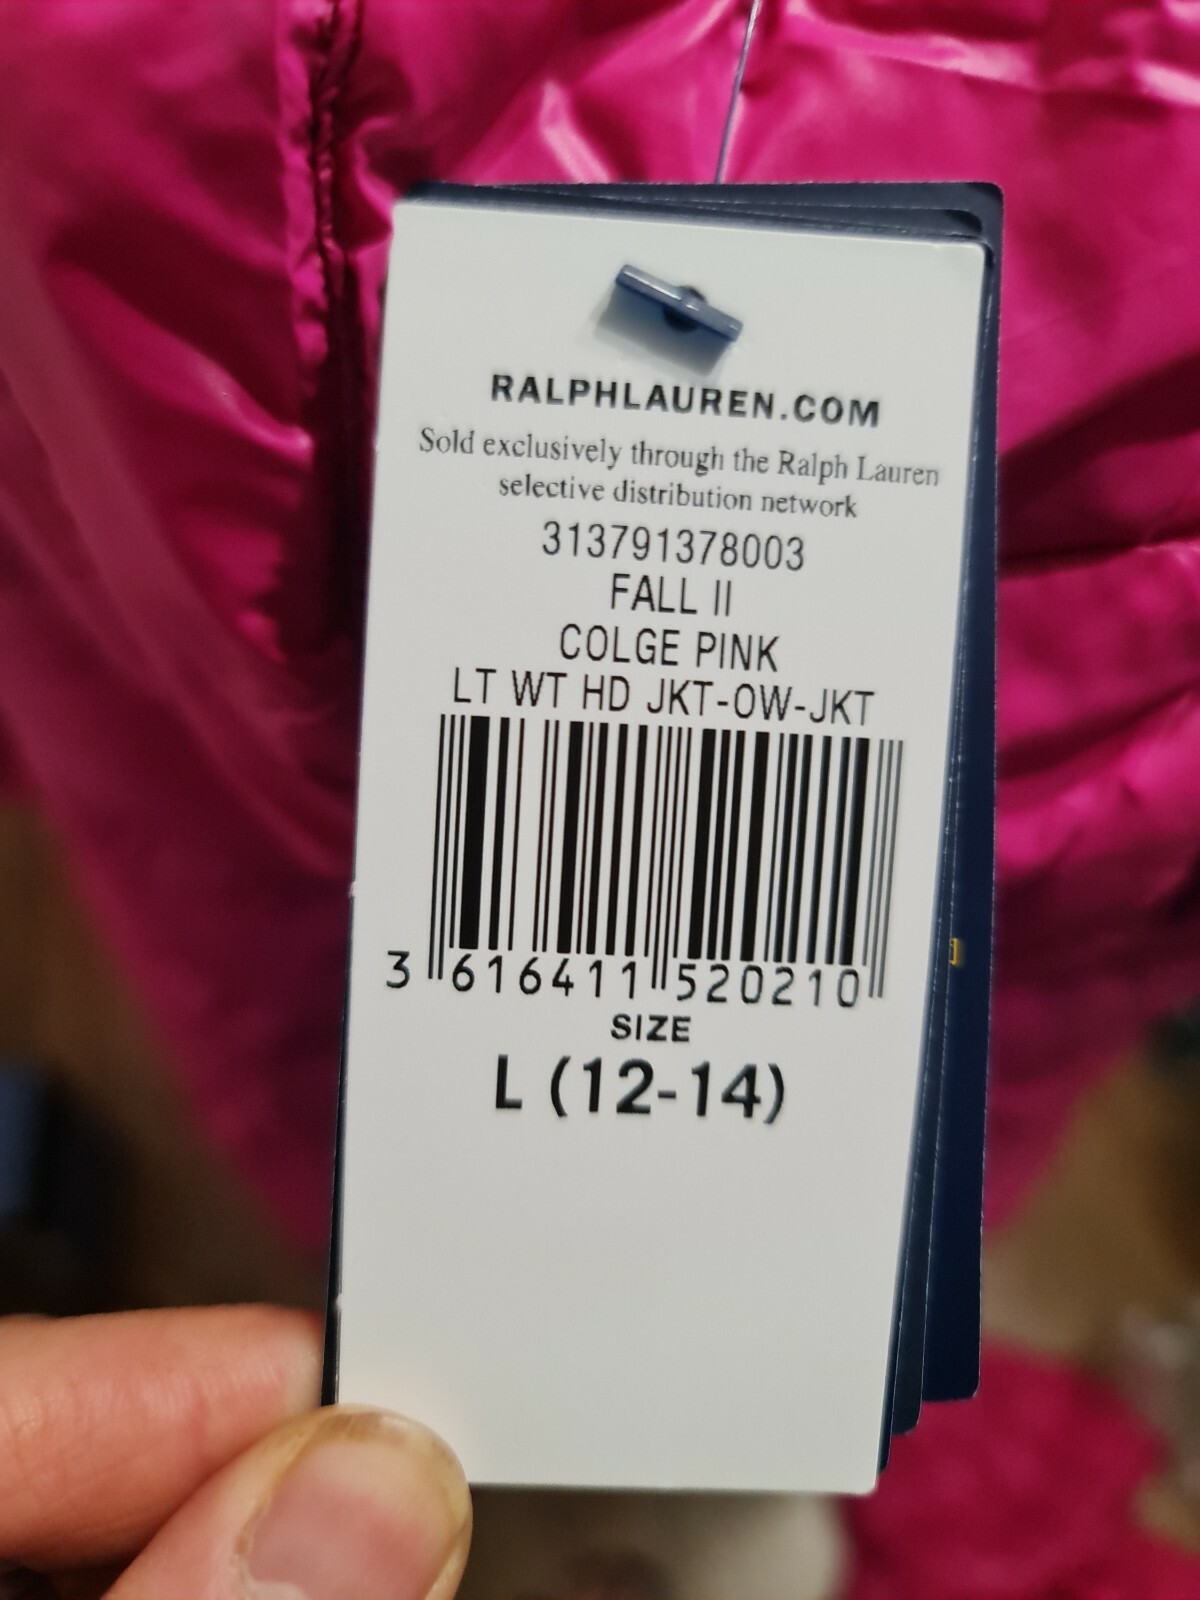 RALPHLAUREN.COM
Sold exclusively through the Ralph Lauren
selective distribution network
313791378003
FALL II
COLGE PINK
LT WT HD JKT-OW-JKT
3 616411 520210
SIZE
L (12-14)